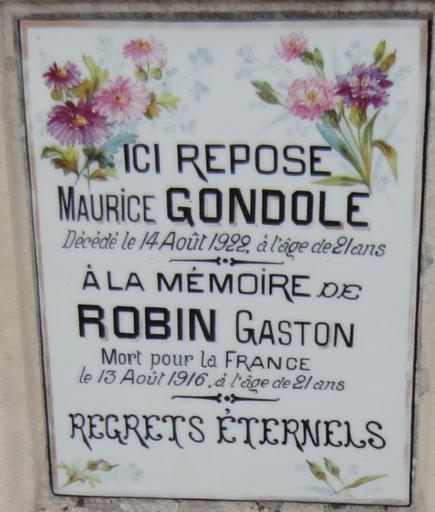 ICI REPOSE
MAURICE GONDOLE
Décédé le 14 Août 1922, à l'âge de 21 ans
À LA MÉMOIRE DE
ROBIN GASTON
Mort pour la FRANCE
le 13 Août 1916, à l'âge de 21 ans
REGRETS ÉTERNELS